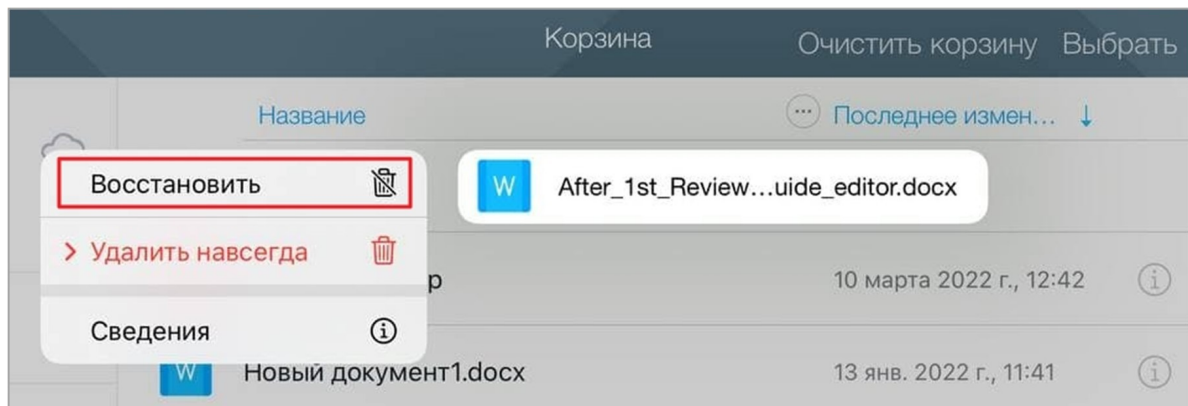 Корзина Очистить корзину Выбрать
Название Последнее измен...
Восстановить
W After_1st_Review...uide_editor.docx
Удалить навсегда
р 10 марта 2022 г., 12:42
Сведения
W Новый документ1.docx 13 янв. 2022 г., 11:41